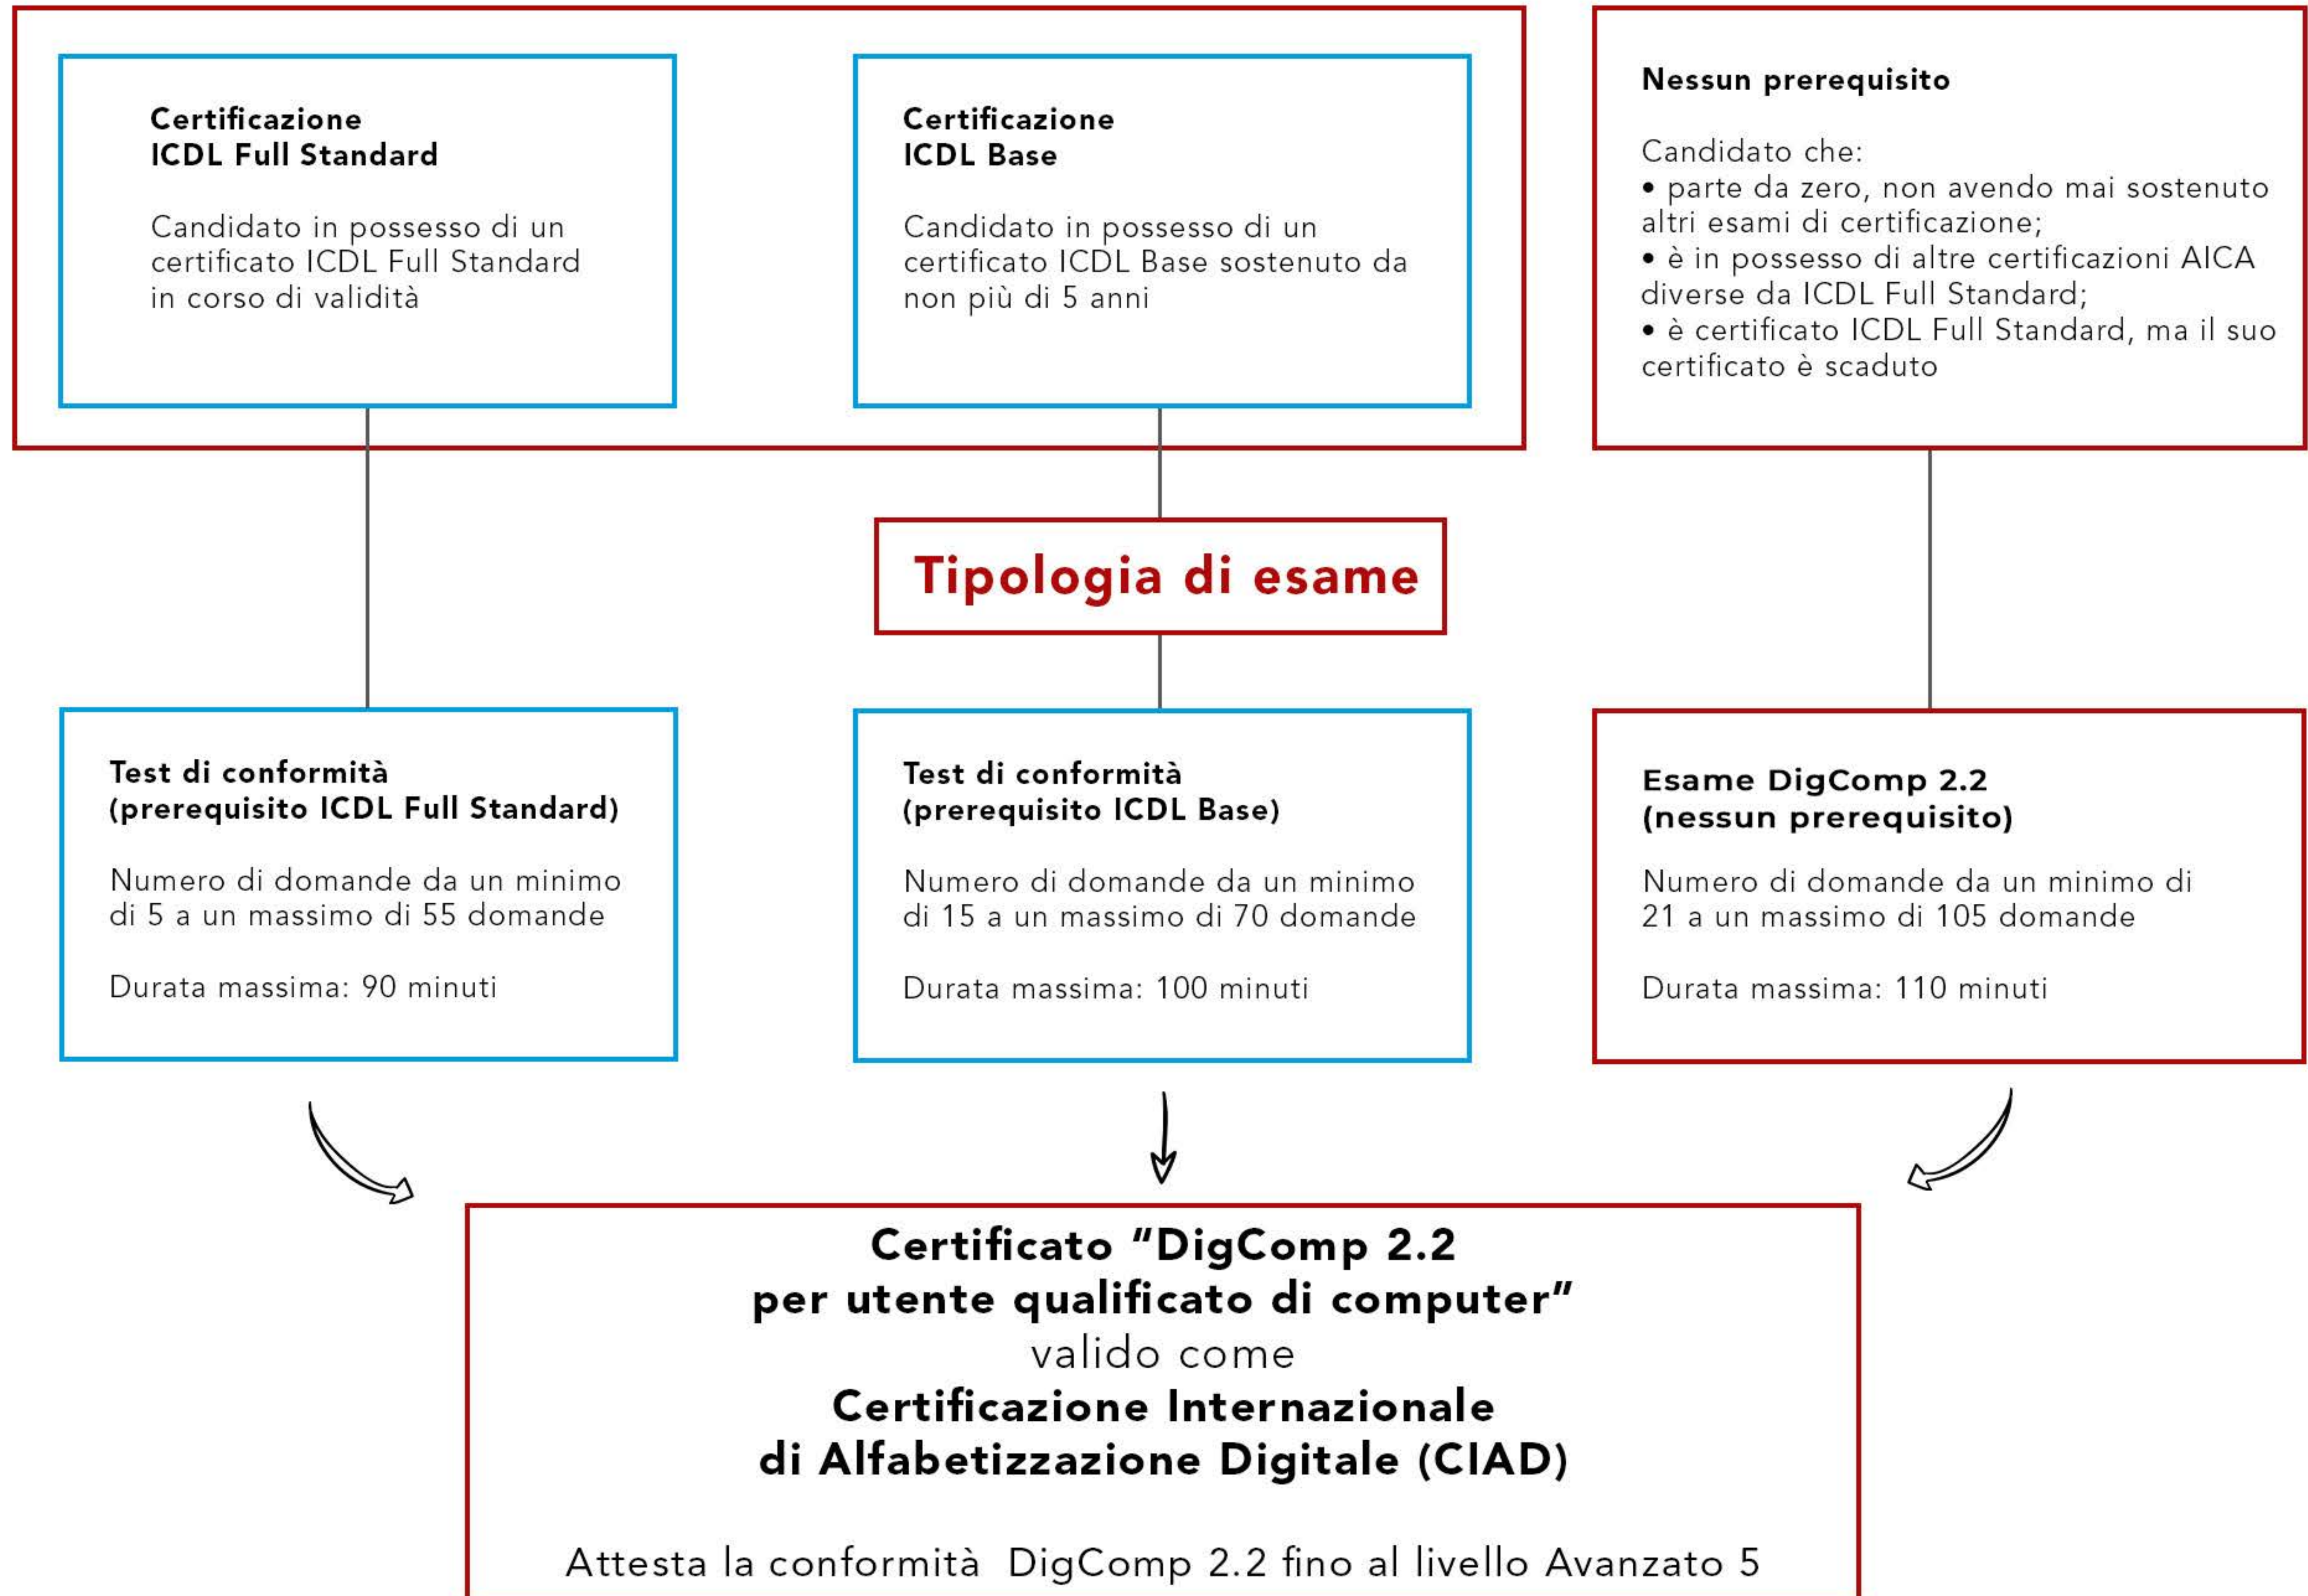 Certificazione
ICDL Full Standard
Candidato in possesso di un
certificato ICDL Full Standard
in corso di validità
Certificazione
ICDL Base
Candidato in possesso di un
certificato ICDL Base sostenuto da
non più di 5 anni
Nessun prerequisito
Candidato che:
• parte da zero, non avendo mai sostenuto
altri esami di certificazione;
• è in possesso di altre certificazioni AICA
diverse da ICDL Full Standard;
• è certificato ICDL Full Standard, ma il suo
certificato è scaduto
Tipologia di esame
Test di conformità
(prerequisito ICDL Full Standard)
Numero di domande da un minimo
di 5 a un massimo di 55 domande
Durata massima: 90 minuti
Test di conformità
(prerequisito ICDL Base)
Numero di domande da un minimo
di 15 a un massimo di 70 domande
Durata massima: 100 minuti
Esame DigComp 2.2
(nessun prerequisito)
Numero di domande da un minimo di
21 a un massimo di 105 domande
Durata massima: 110 minuti
Certificato "DigComp 2.2
per utente qualificato di computer"
valido come
Certificazione Internazionale
di Alfabetizzazione Digitale (CIAD)
Attesta la conformità DigComp 2.2 fino al livello Avanzato 5